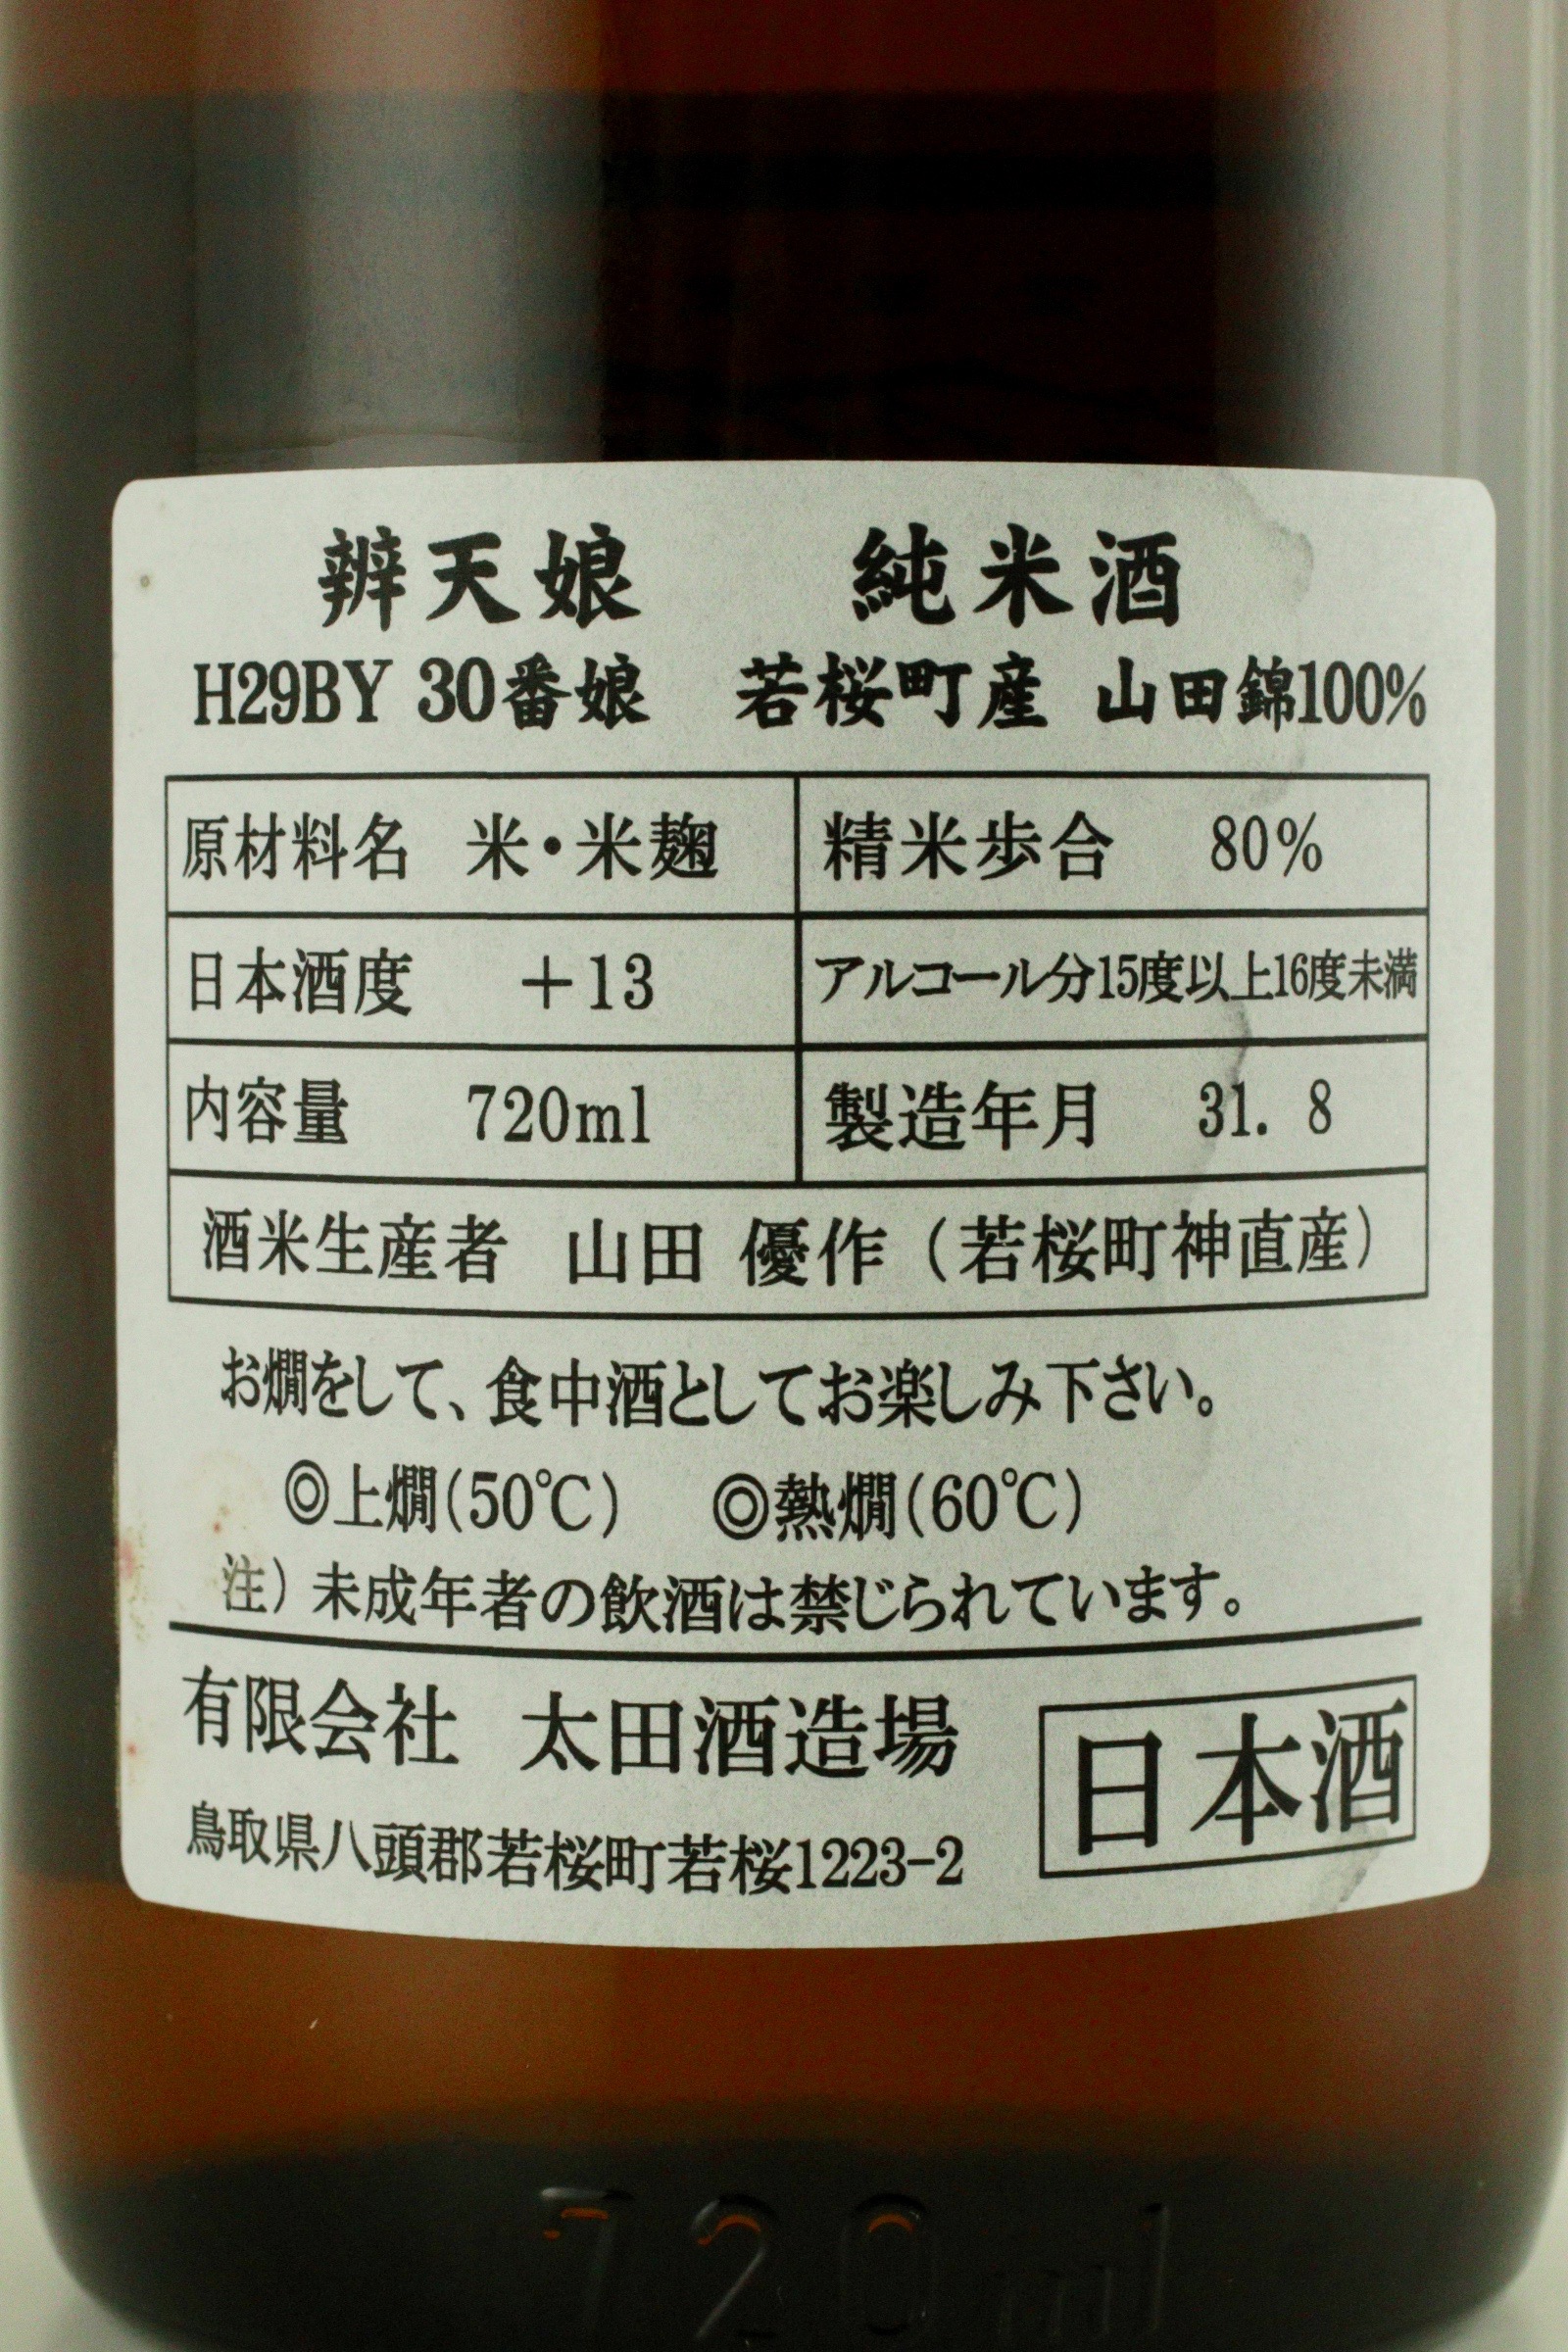 辨天娘 純米酒
H29BY 30番娘 若桜町産 山田錦100%
原材料名 米・米麹 精米歩合 80%
日本酒度 +13 アルコール分15度以上16度未満
内容量 720ml 製造年月 31. 8
酒米生産者 山田 優作(若桜町神直産)
お燗をして、食中酒としてお楽しみ下さい。
◎上燗(50℃) ◎熱燗(60℃)
注)未成年者の飲酒は禁じられています。
有限会社 太田酒造場
鳥取県八頭郡若桜町若桜1223-2
日本酒
720ml